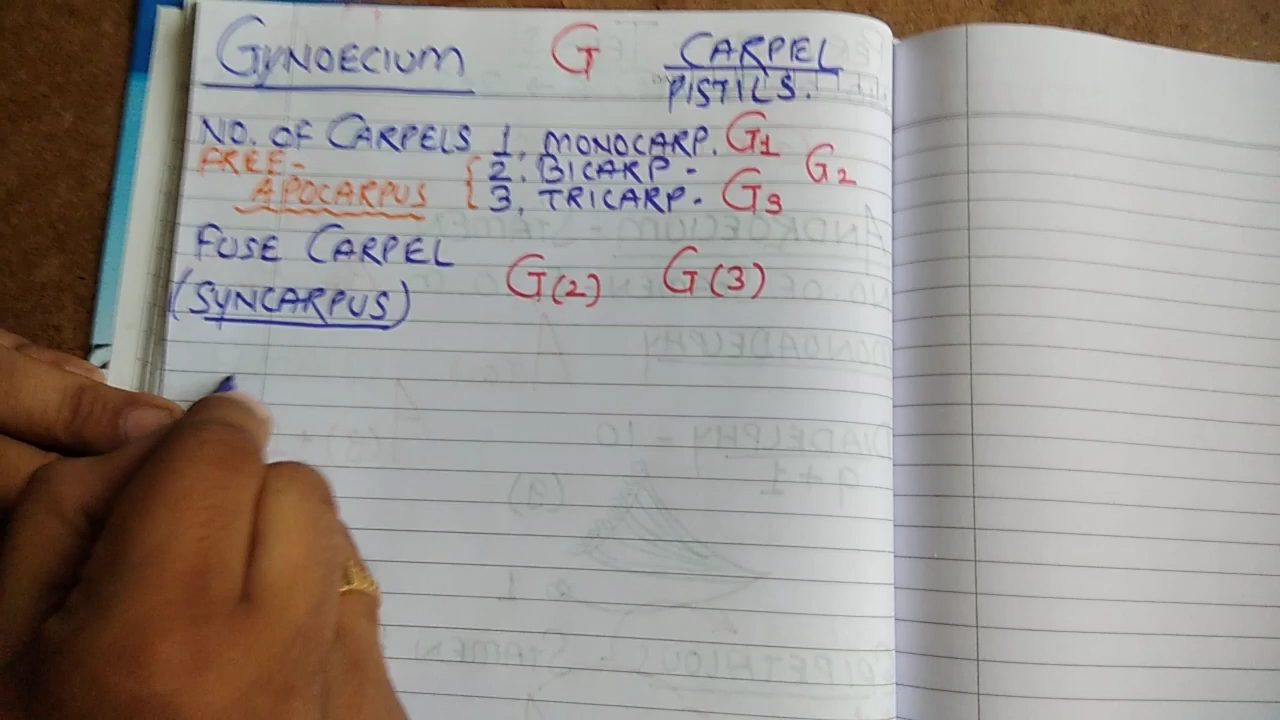 GYNOECIUM G CARPEL
PISTILS.
NO. OF CARPELS 1. MONOCARP. G1
FREE- 2. BICARP - G2
APOCARPUS 3. TRICARP. G3
FUSE CARPEL
(SYNCARPUS) G(2) G(3)